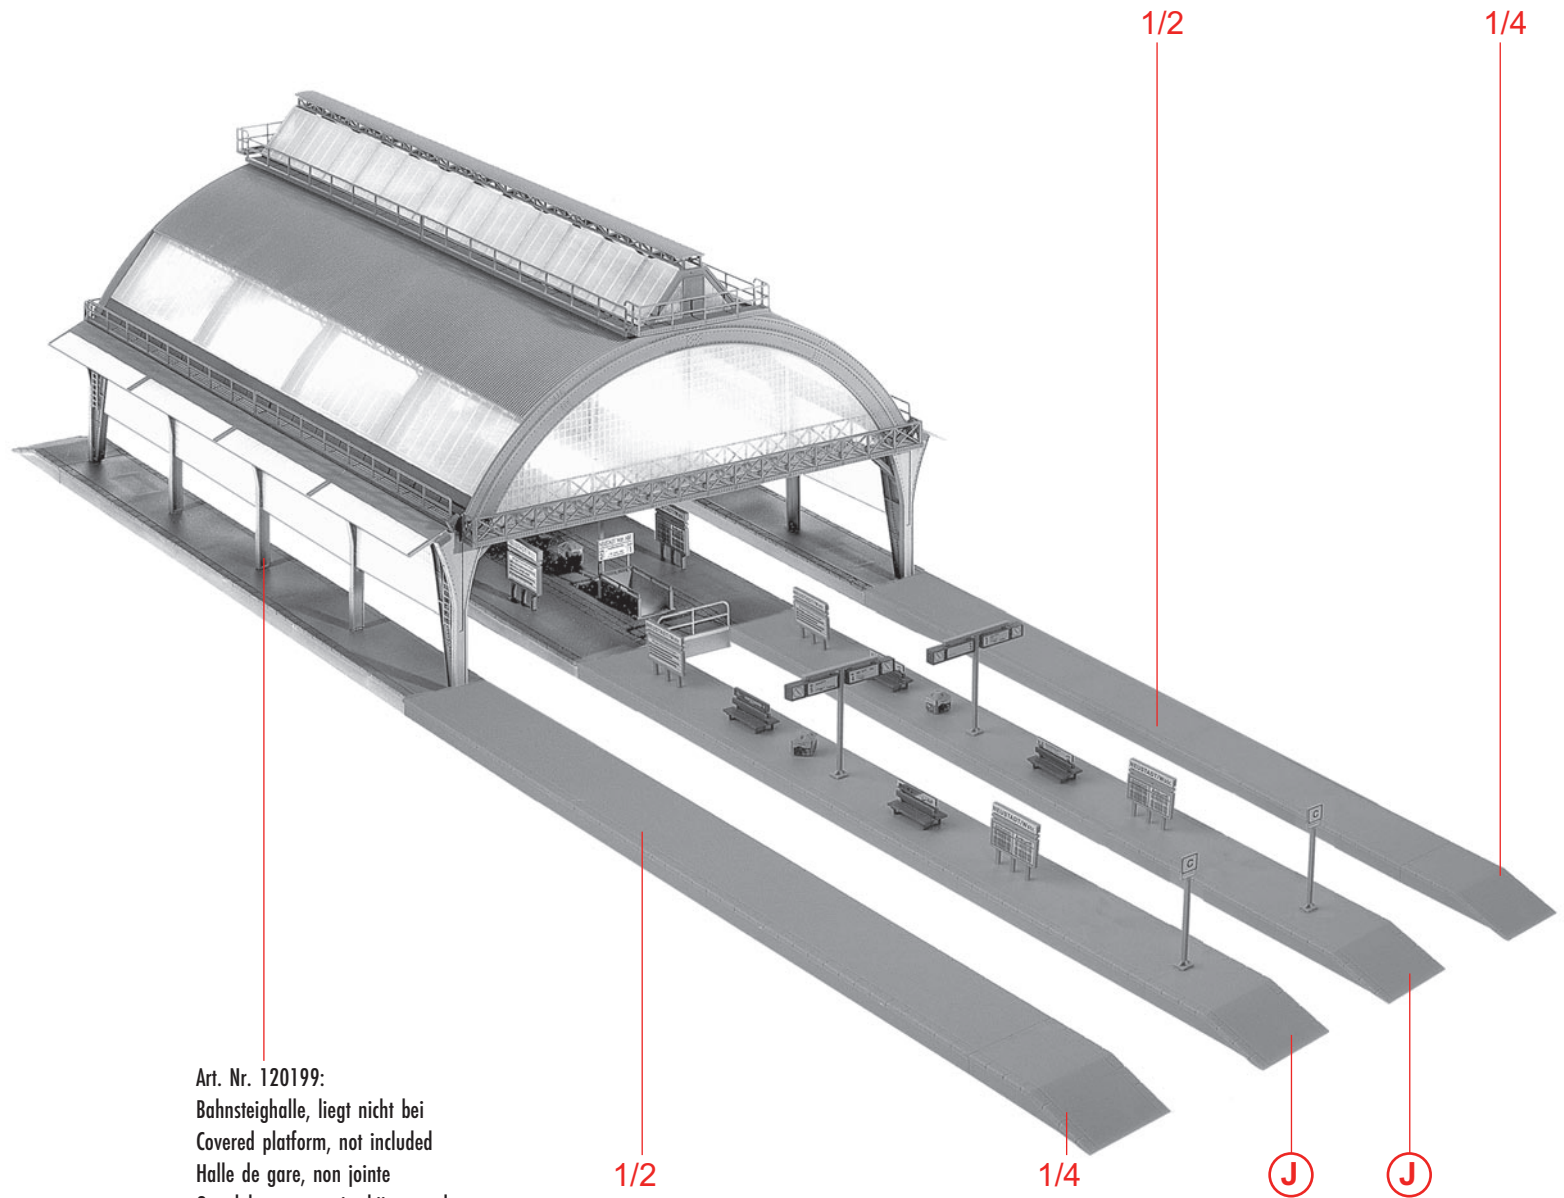 1/2
1/4
C
C
Art. Nr. 120199:
Bahnsteighalle, liegt nicht bei
Covered platform, not included
Halle de gare, non jointe
1/2
1/4
J
J